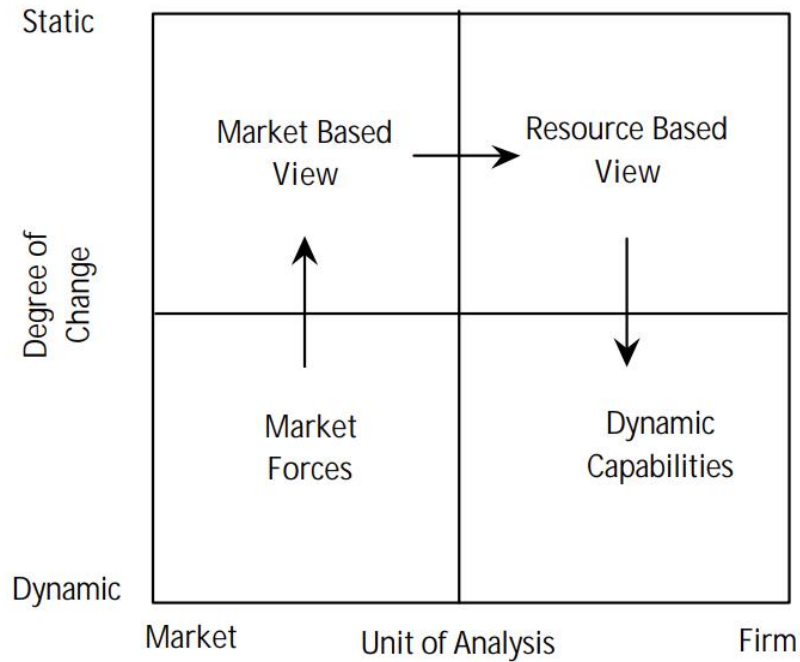 Static
Market Based
View
Resource Based
View
Degree of
Change
Market
Forces
Dynamic
Capabilities
Dynamic
Market
Unit of Analysis
Firm